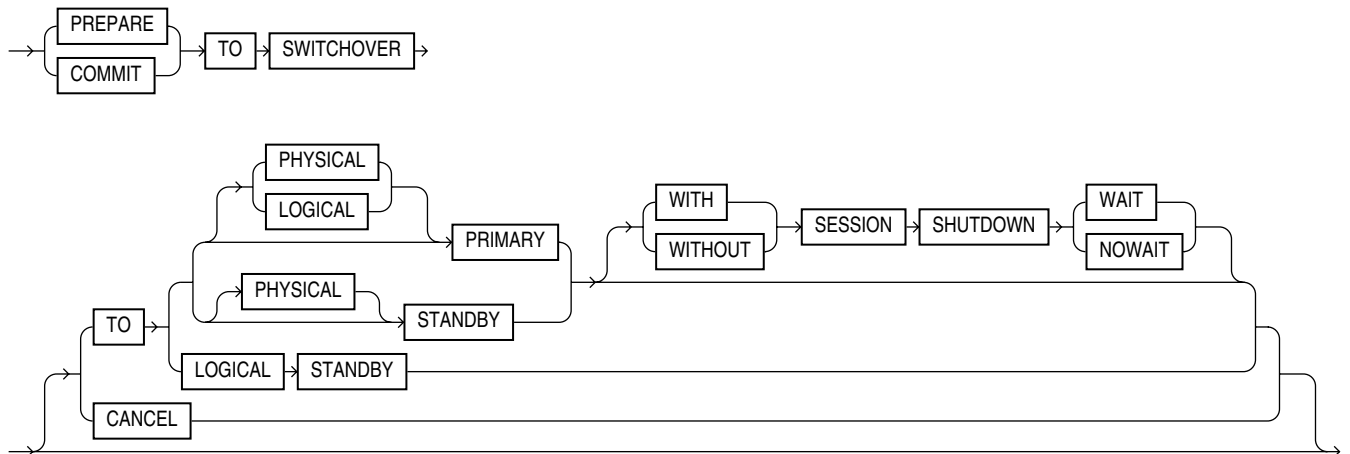 PREPARE
COMMIT
TO
SWITCHOVER
PHYSICAL
LOGICAL
PRIMARY
PHYSICAL
STANDBY
WITH
WITHOUT
SESSION
SHUTDOWN
WAIT
NOWAIT
TO
LOGICAL
STANDBY
CANCEL